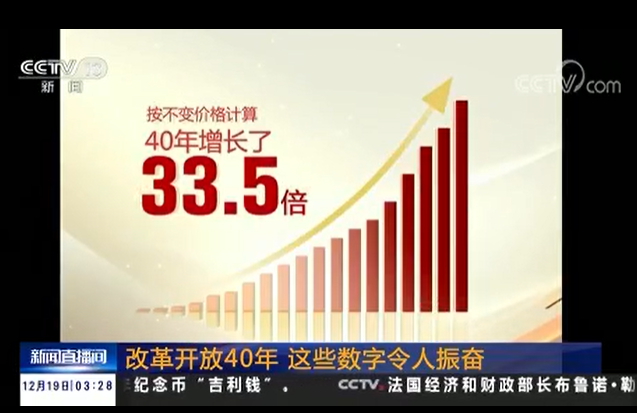 CCTV 13
新闻
CCTV.com
按不变价格计算
40年增长了
33.5倍
新闻直播间
改革开放40年 这些数字令人振奋
12月19日 03:28
纪念币“吉利钱”。
CCTV. 法国经济和财政部长布鲁诺·勒